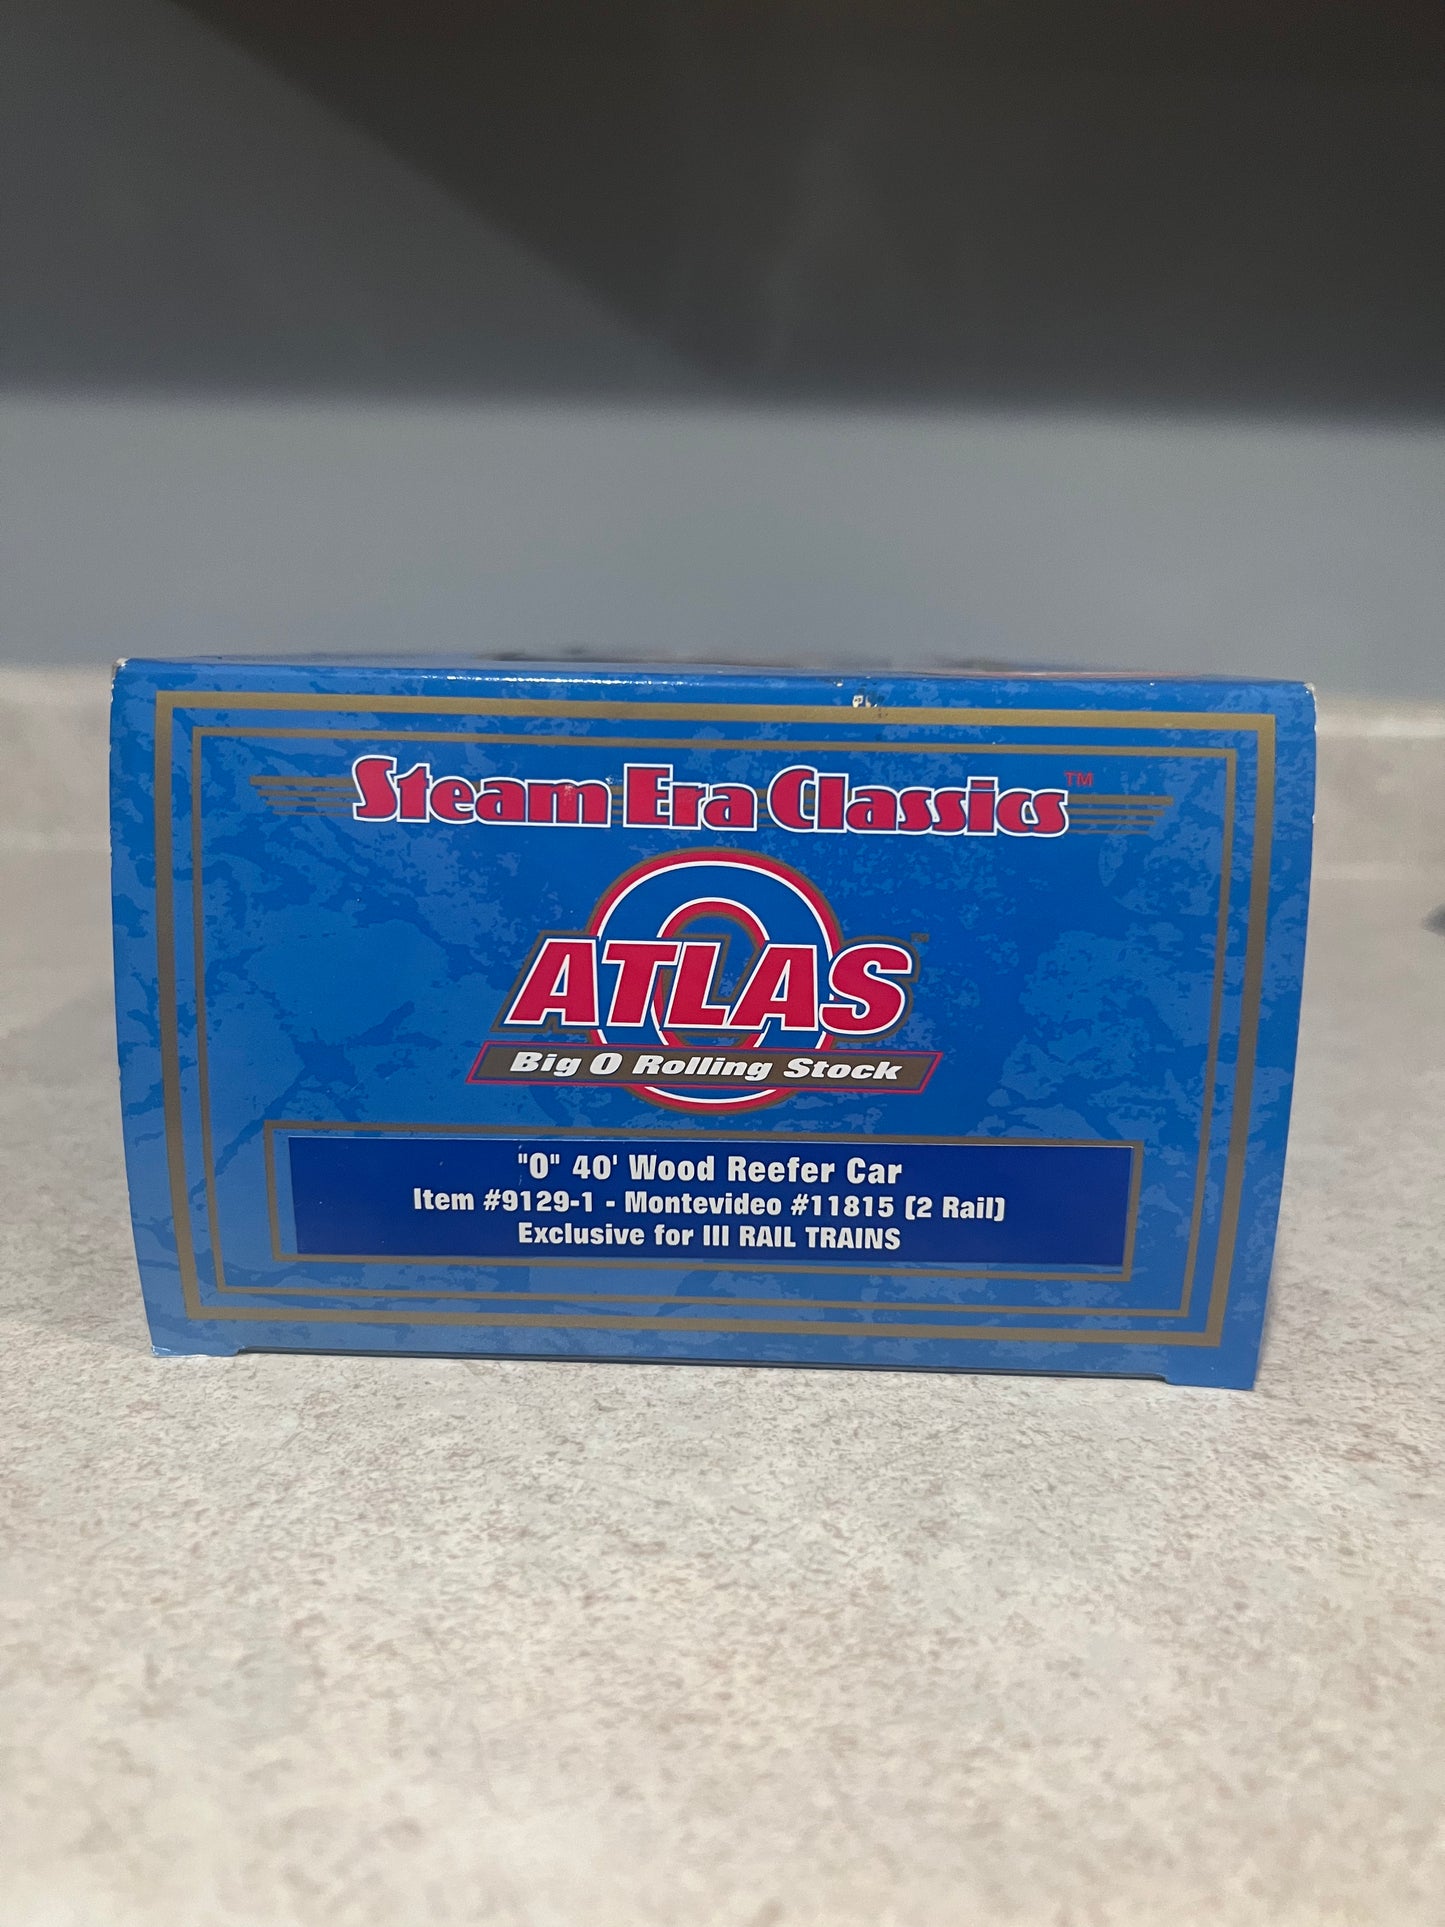 Steam Era Classics™
ATLAS™
O
Big O Rolling Stock
"O" 40' Wood Reefer Car
Item #9129-1 - Montevideo #11815 (2 Rail)
Exclusive for III RAIL TRAINS